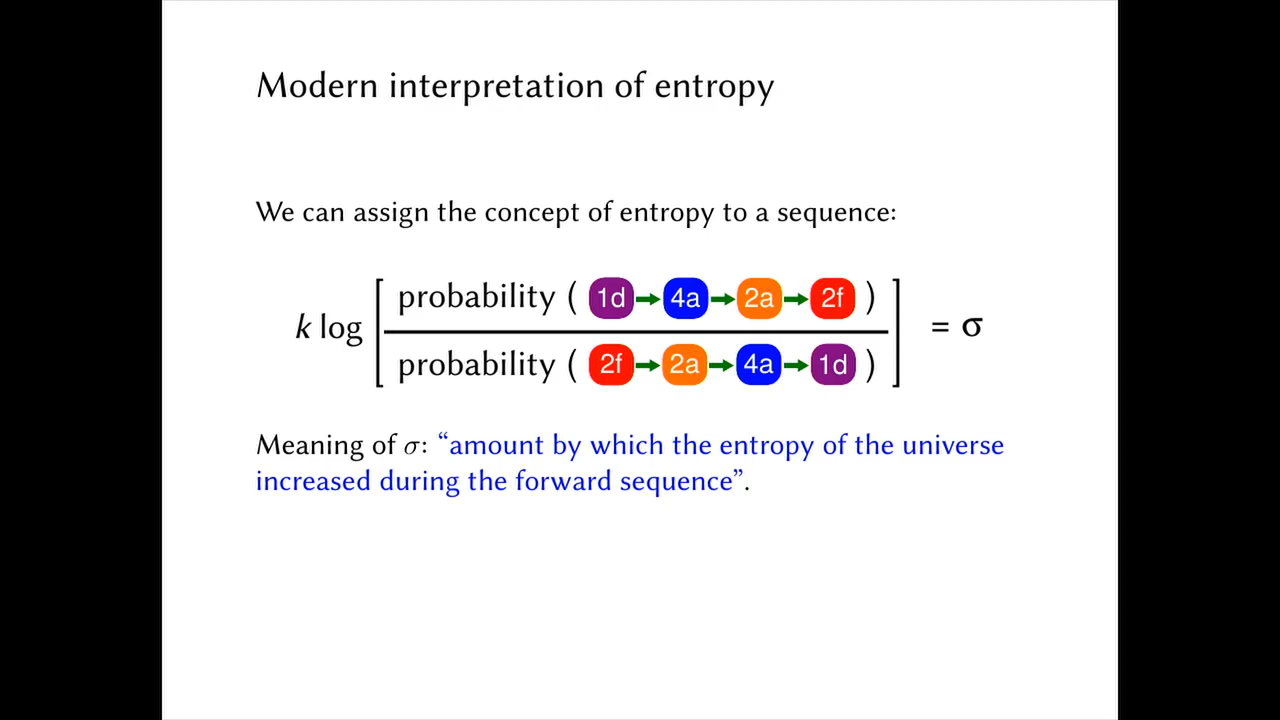 Modern interpretation of entropy
We can assign the concept of entropy to a sequence:
k log [ probability ( 1d → 4a → 2a → 2f ) ] = σ
probability ( 2f → 2a → 4a → 1d )
Meaning of σ: “amount by which the entropy of the universe
increased during the forward sequence”.